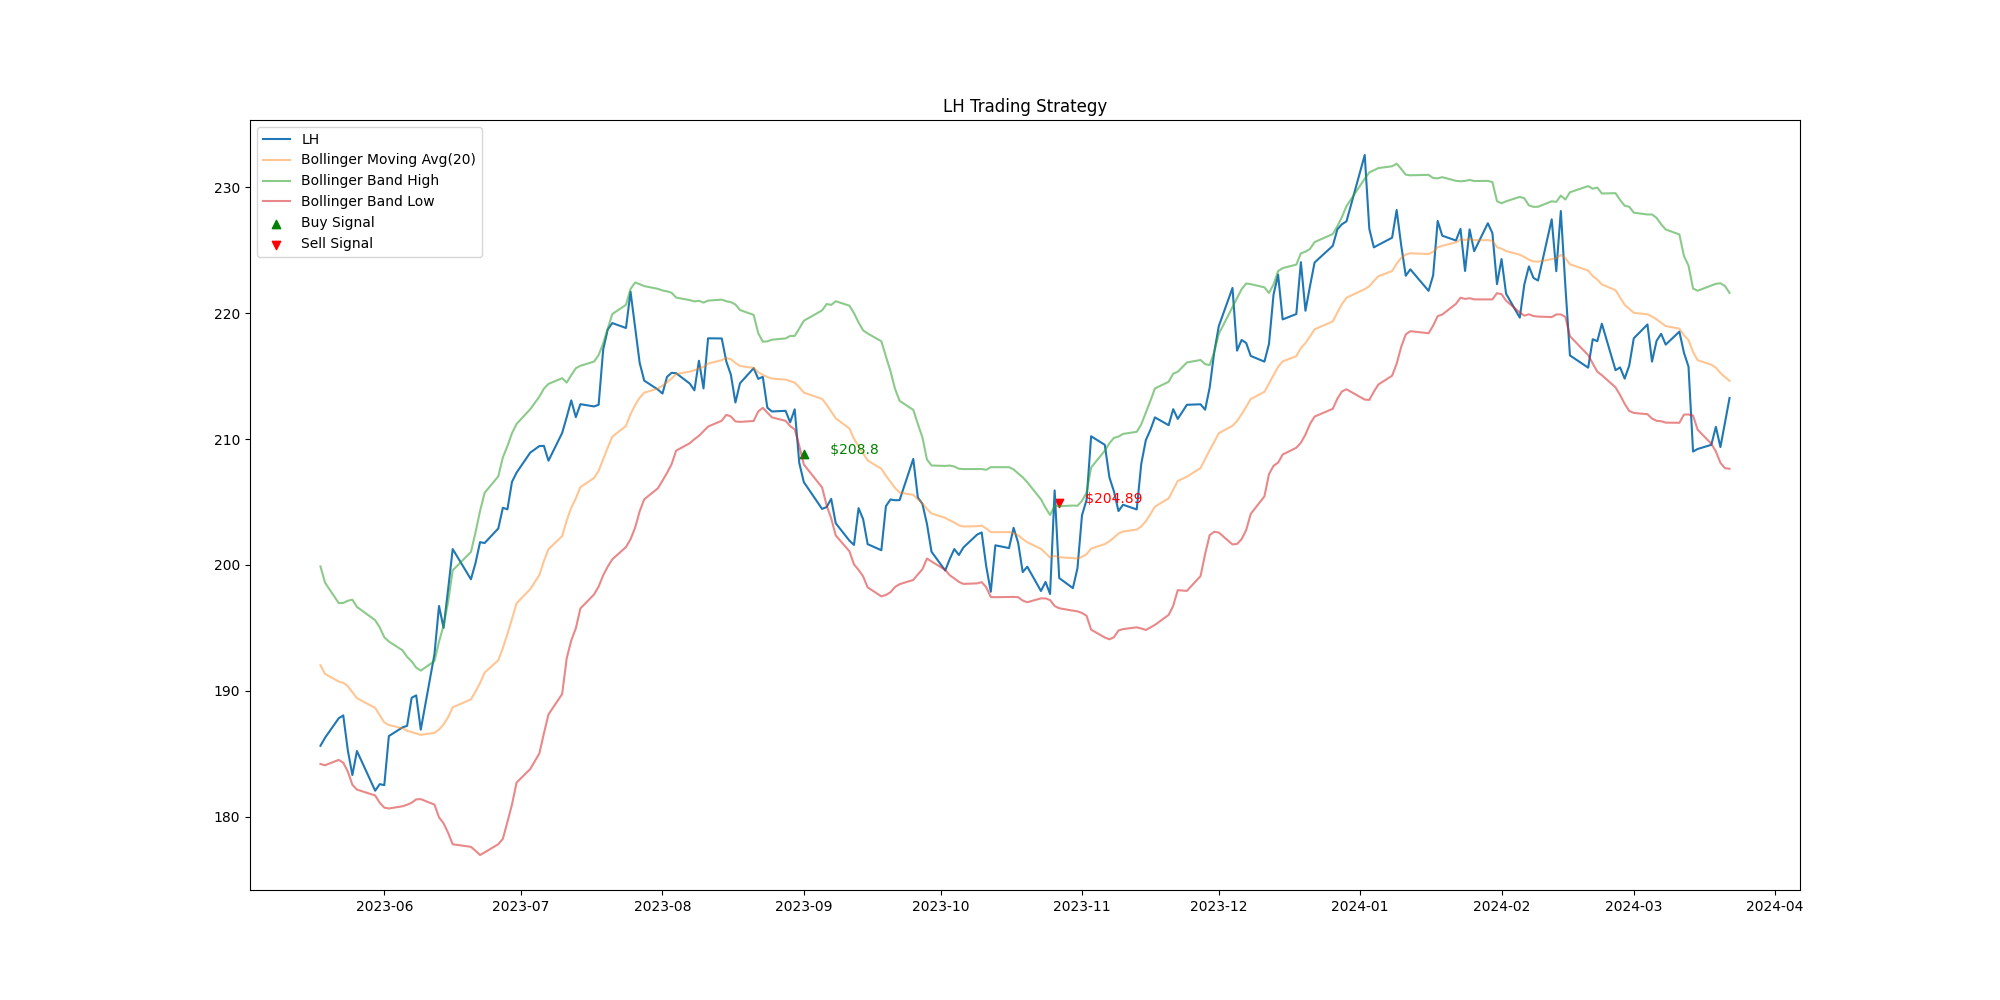 LH Trading Strategy
LH
Bollinger Moving Avg(20)
Bollinger Band High
Bollinger Band Low
Buy Signal
Sell Signal
230
220
210
200
190
180
$208.8
$204.89
2023-06
2023-07
2023-08
2023-09
2023-10
2023-11
2023-12
2024-01
2024-02
2024-03
2024-04